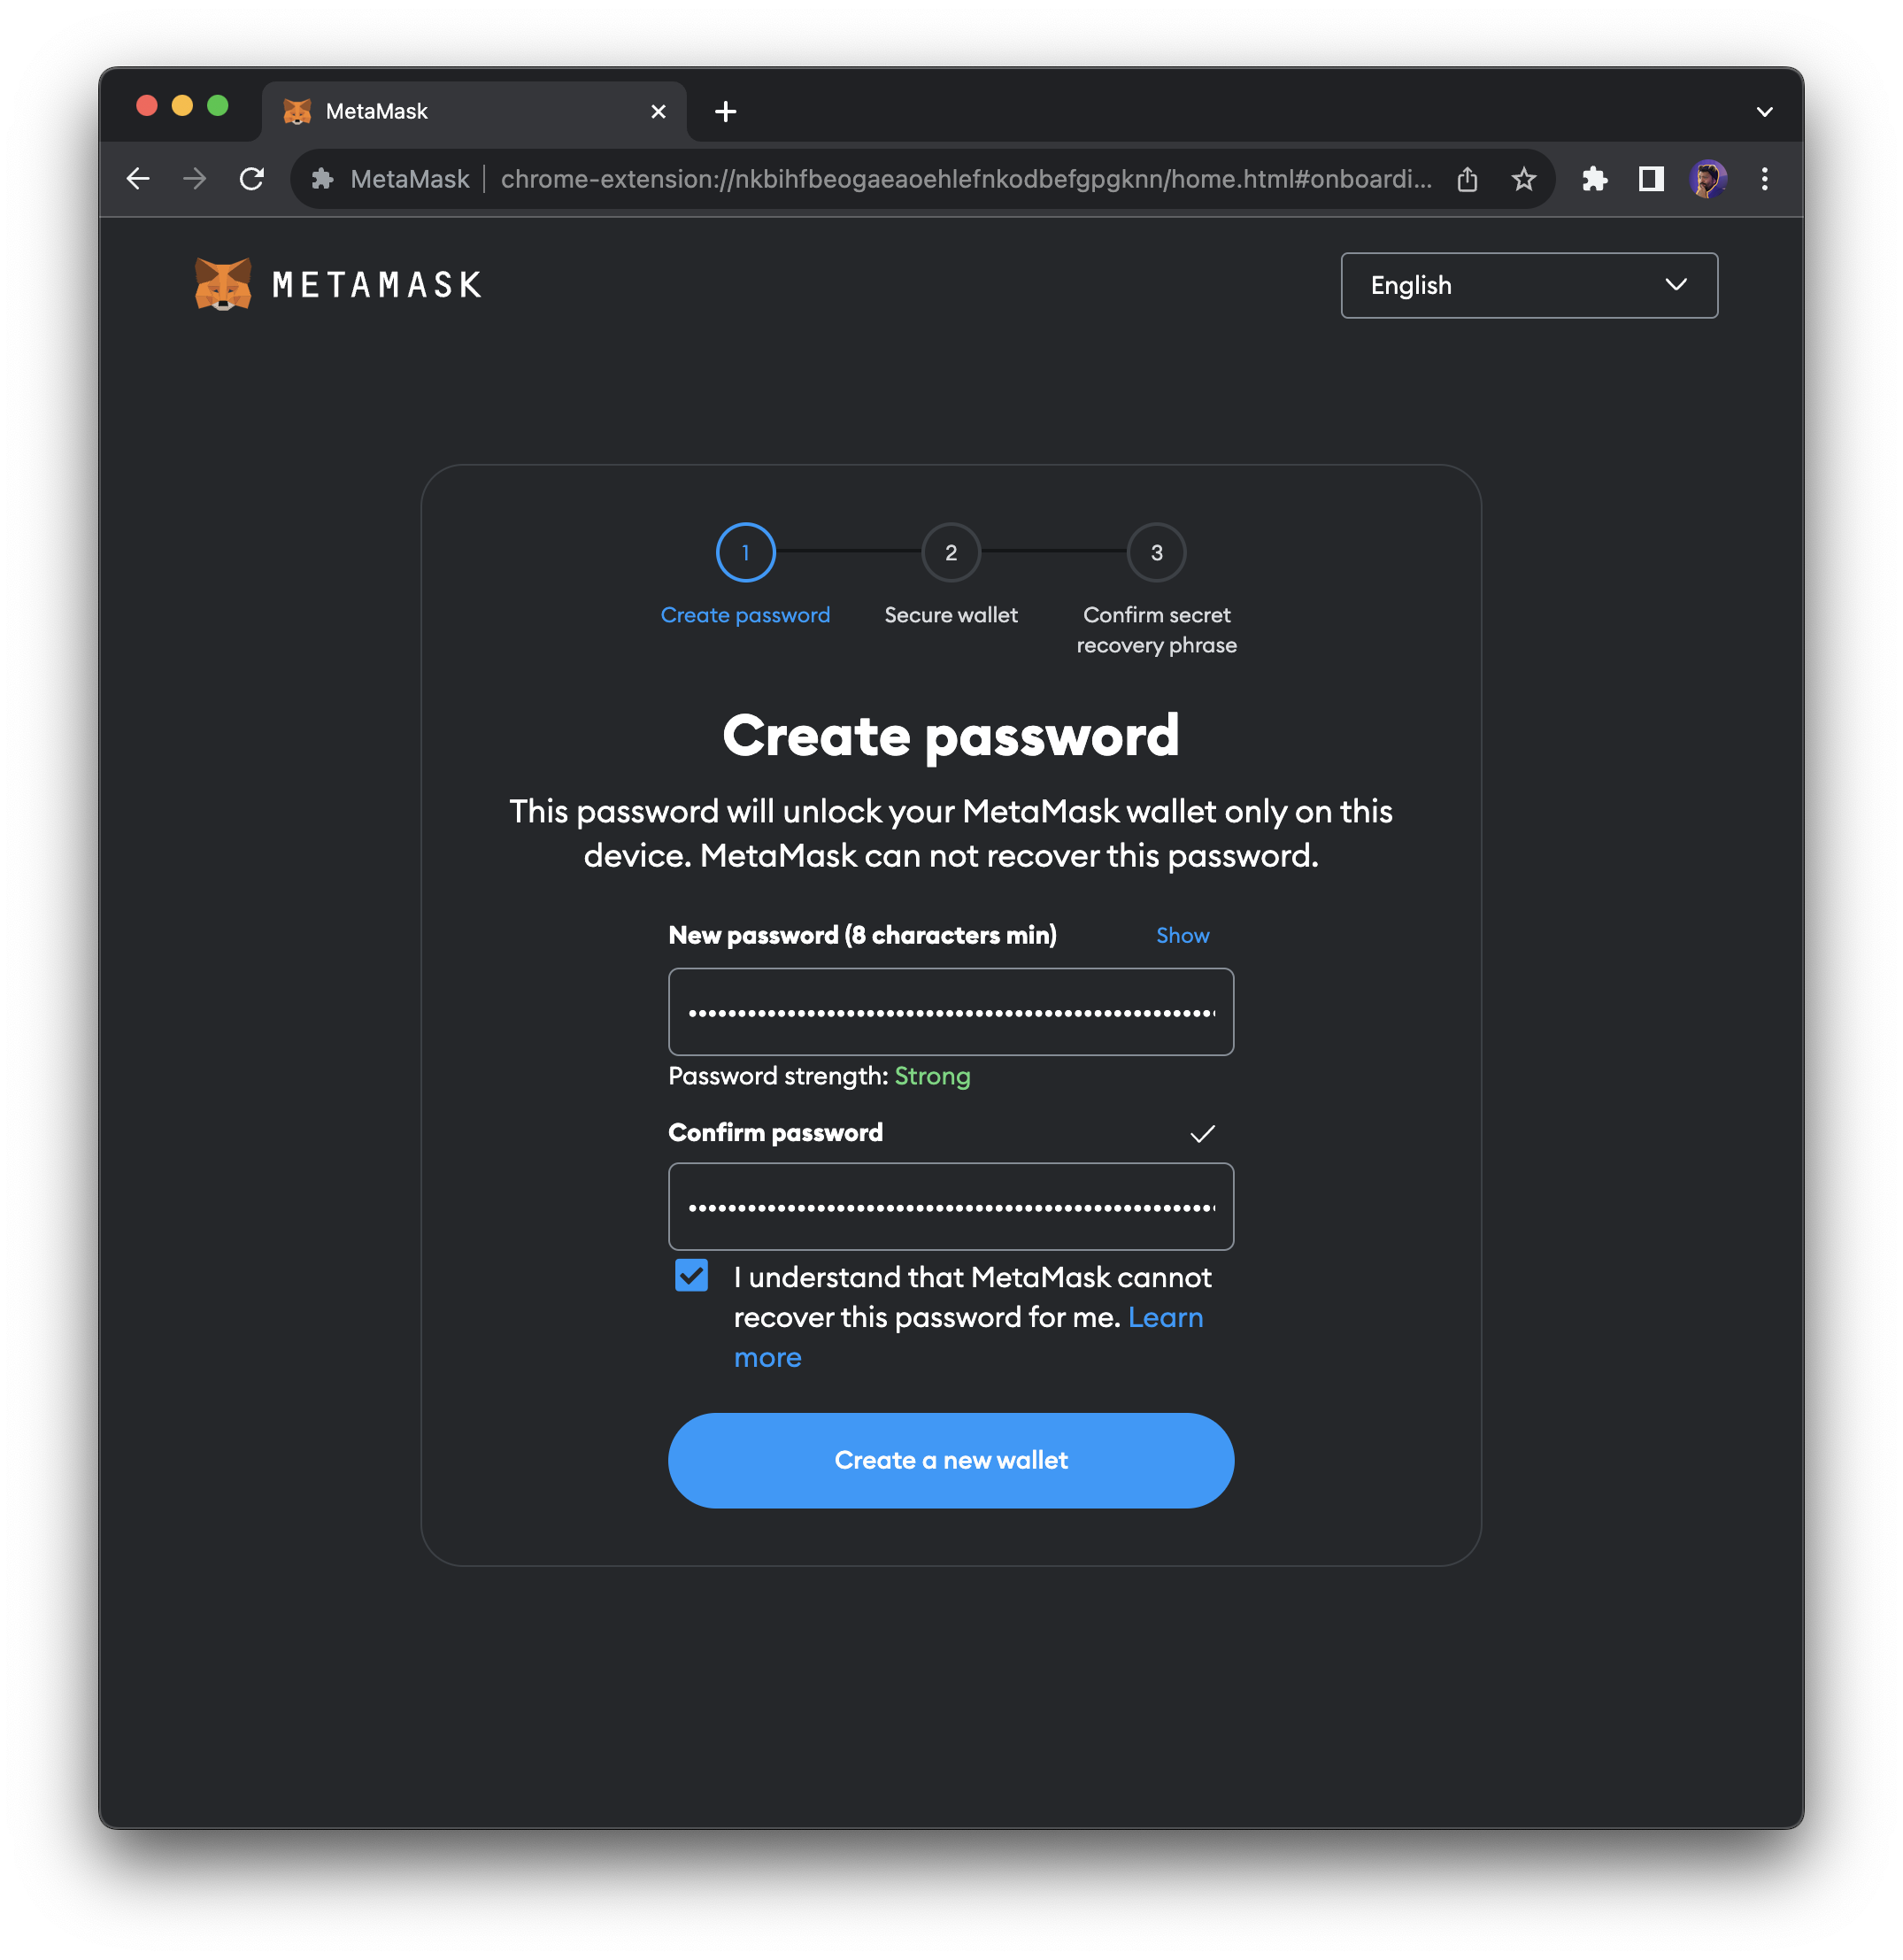 MetaMask
MetaMask
chrome-extension://nkbihfbeogaeaoehlefnkodbefgpgknn/home.html#onboardi...
METAMASK
English
1
2
3
Create password
Secure wallet
Confirm secret
recovery phrase
Create password
This password will unlock your MetaMask wallet only on this
device. MetaMask can not recover this password.
New password (8 characters min)
Show
Password strength: Strong
Confirm password
I understand that MetaMask cannot
recover this password for me. Learn
more
Create a new wallet